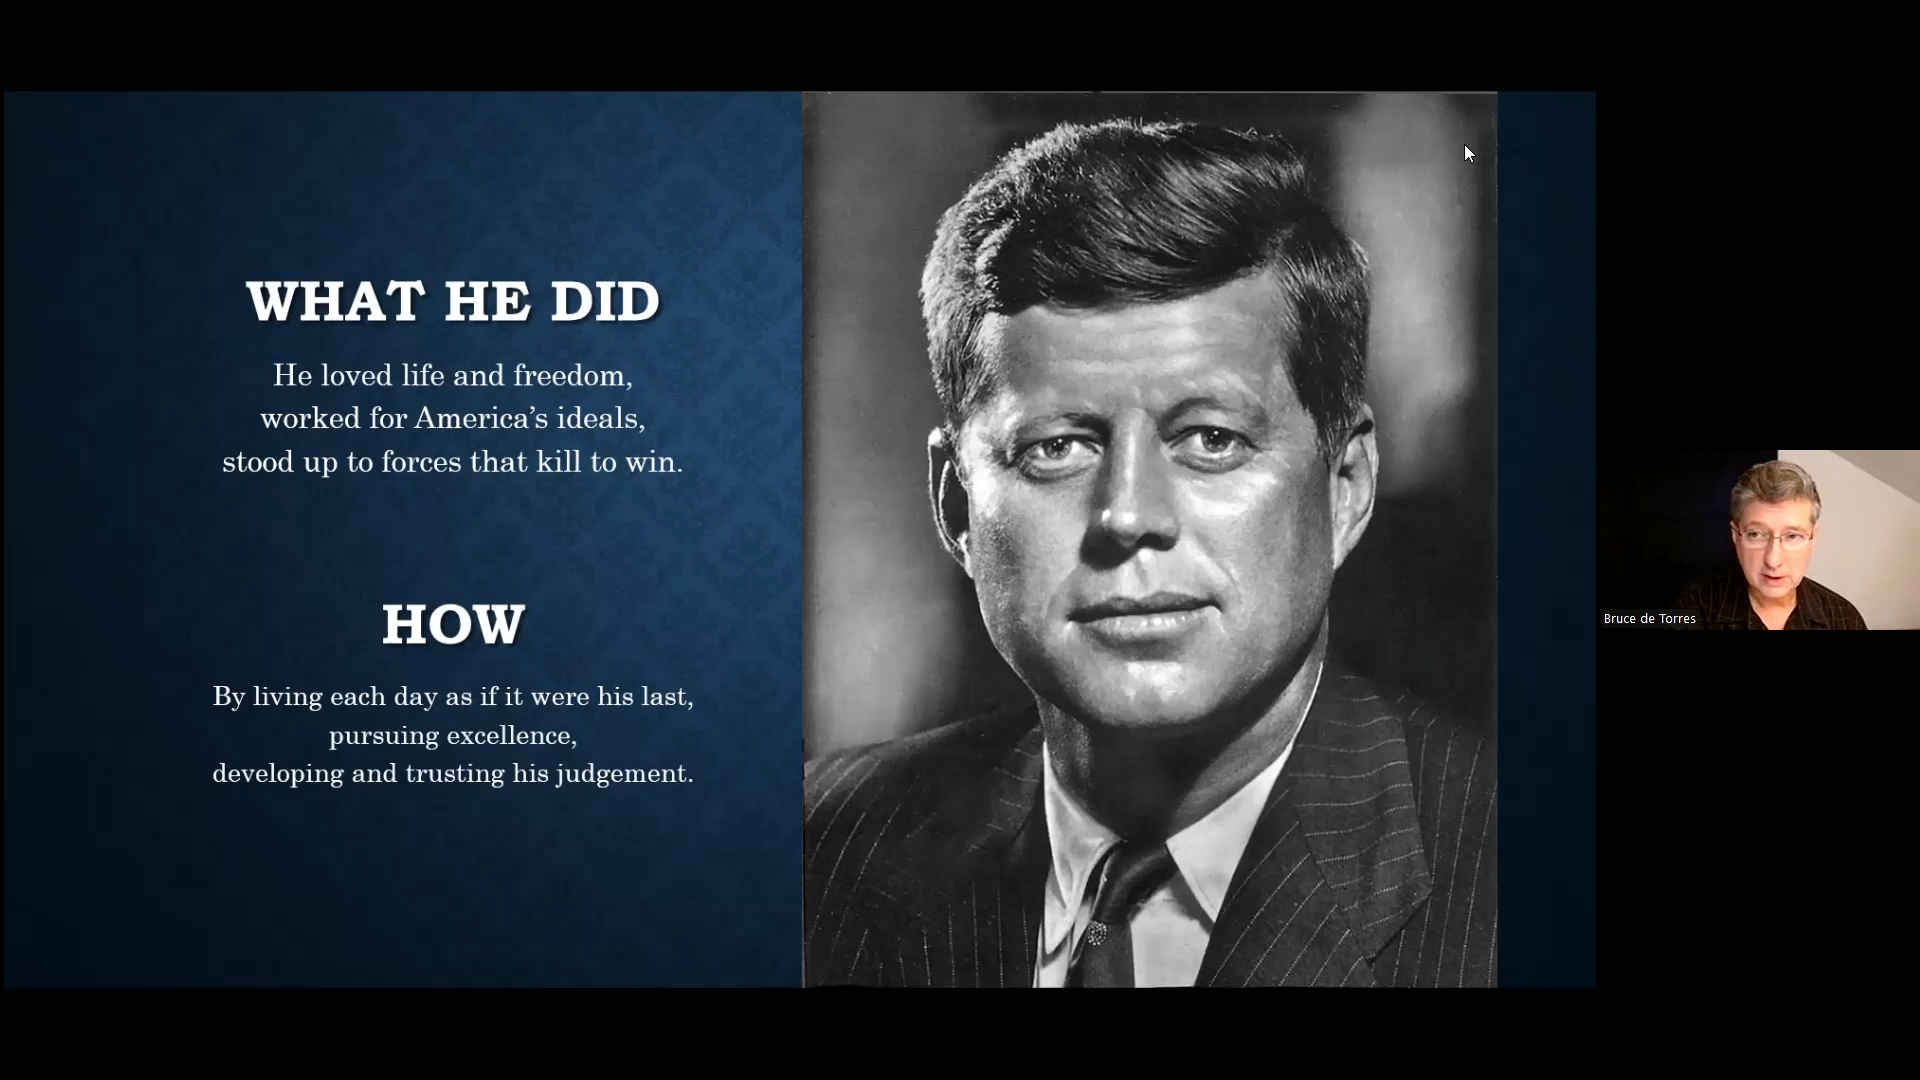 WHAT HE DID
He loved life and freedom,
worked for America’s ideals,
stood up to forces that kill to win.
HOW
By living each day as if it were his last,
pursuing excellence,
developing and trusting his judgement.
Bruce de Torres